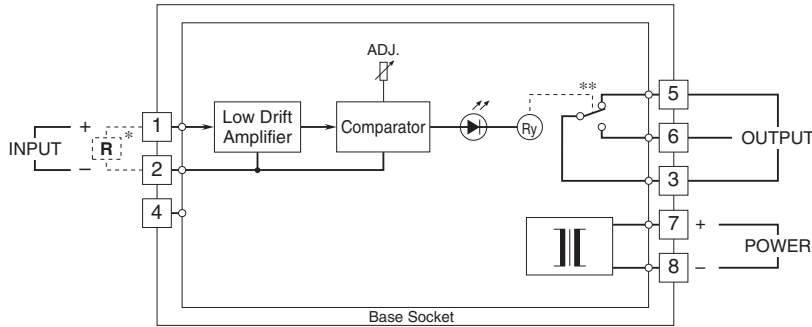 ADJ.
**
1
Low Drift
Amplifier
Comparator
Ry
5
+
R
*
INPUT
6
OUTPUT
–
2
3
4
7
+
POWER
8
–
Base Socket